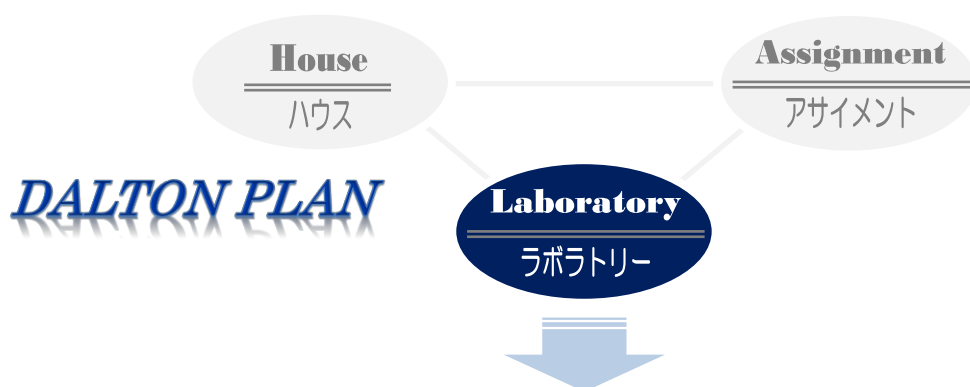 House
ハウス
Assignment
アサイメント
DALTON PLAN
Laboratory
ラボラトリー